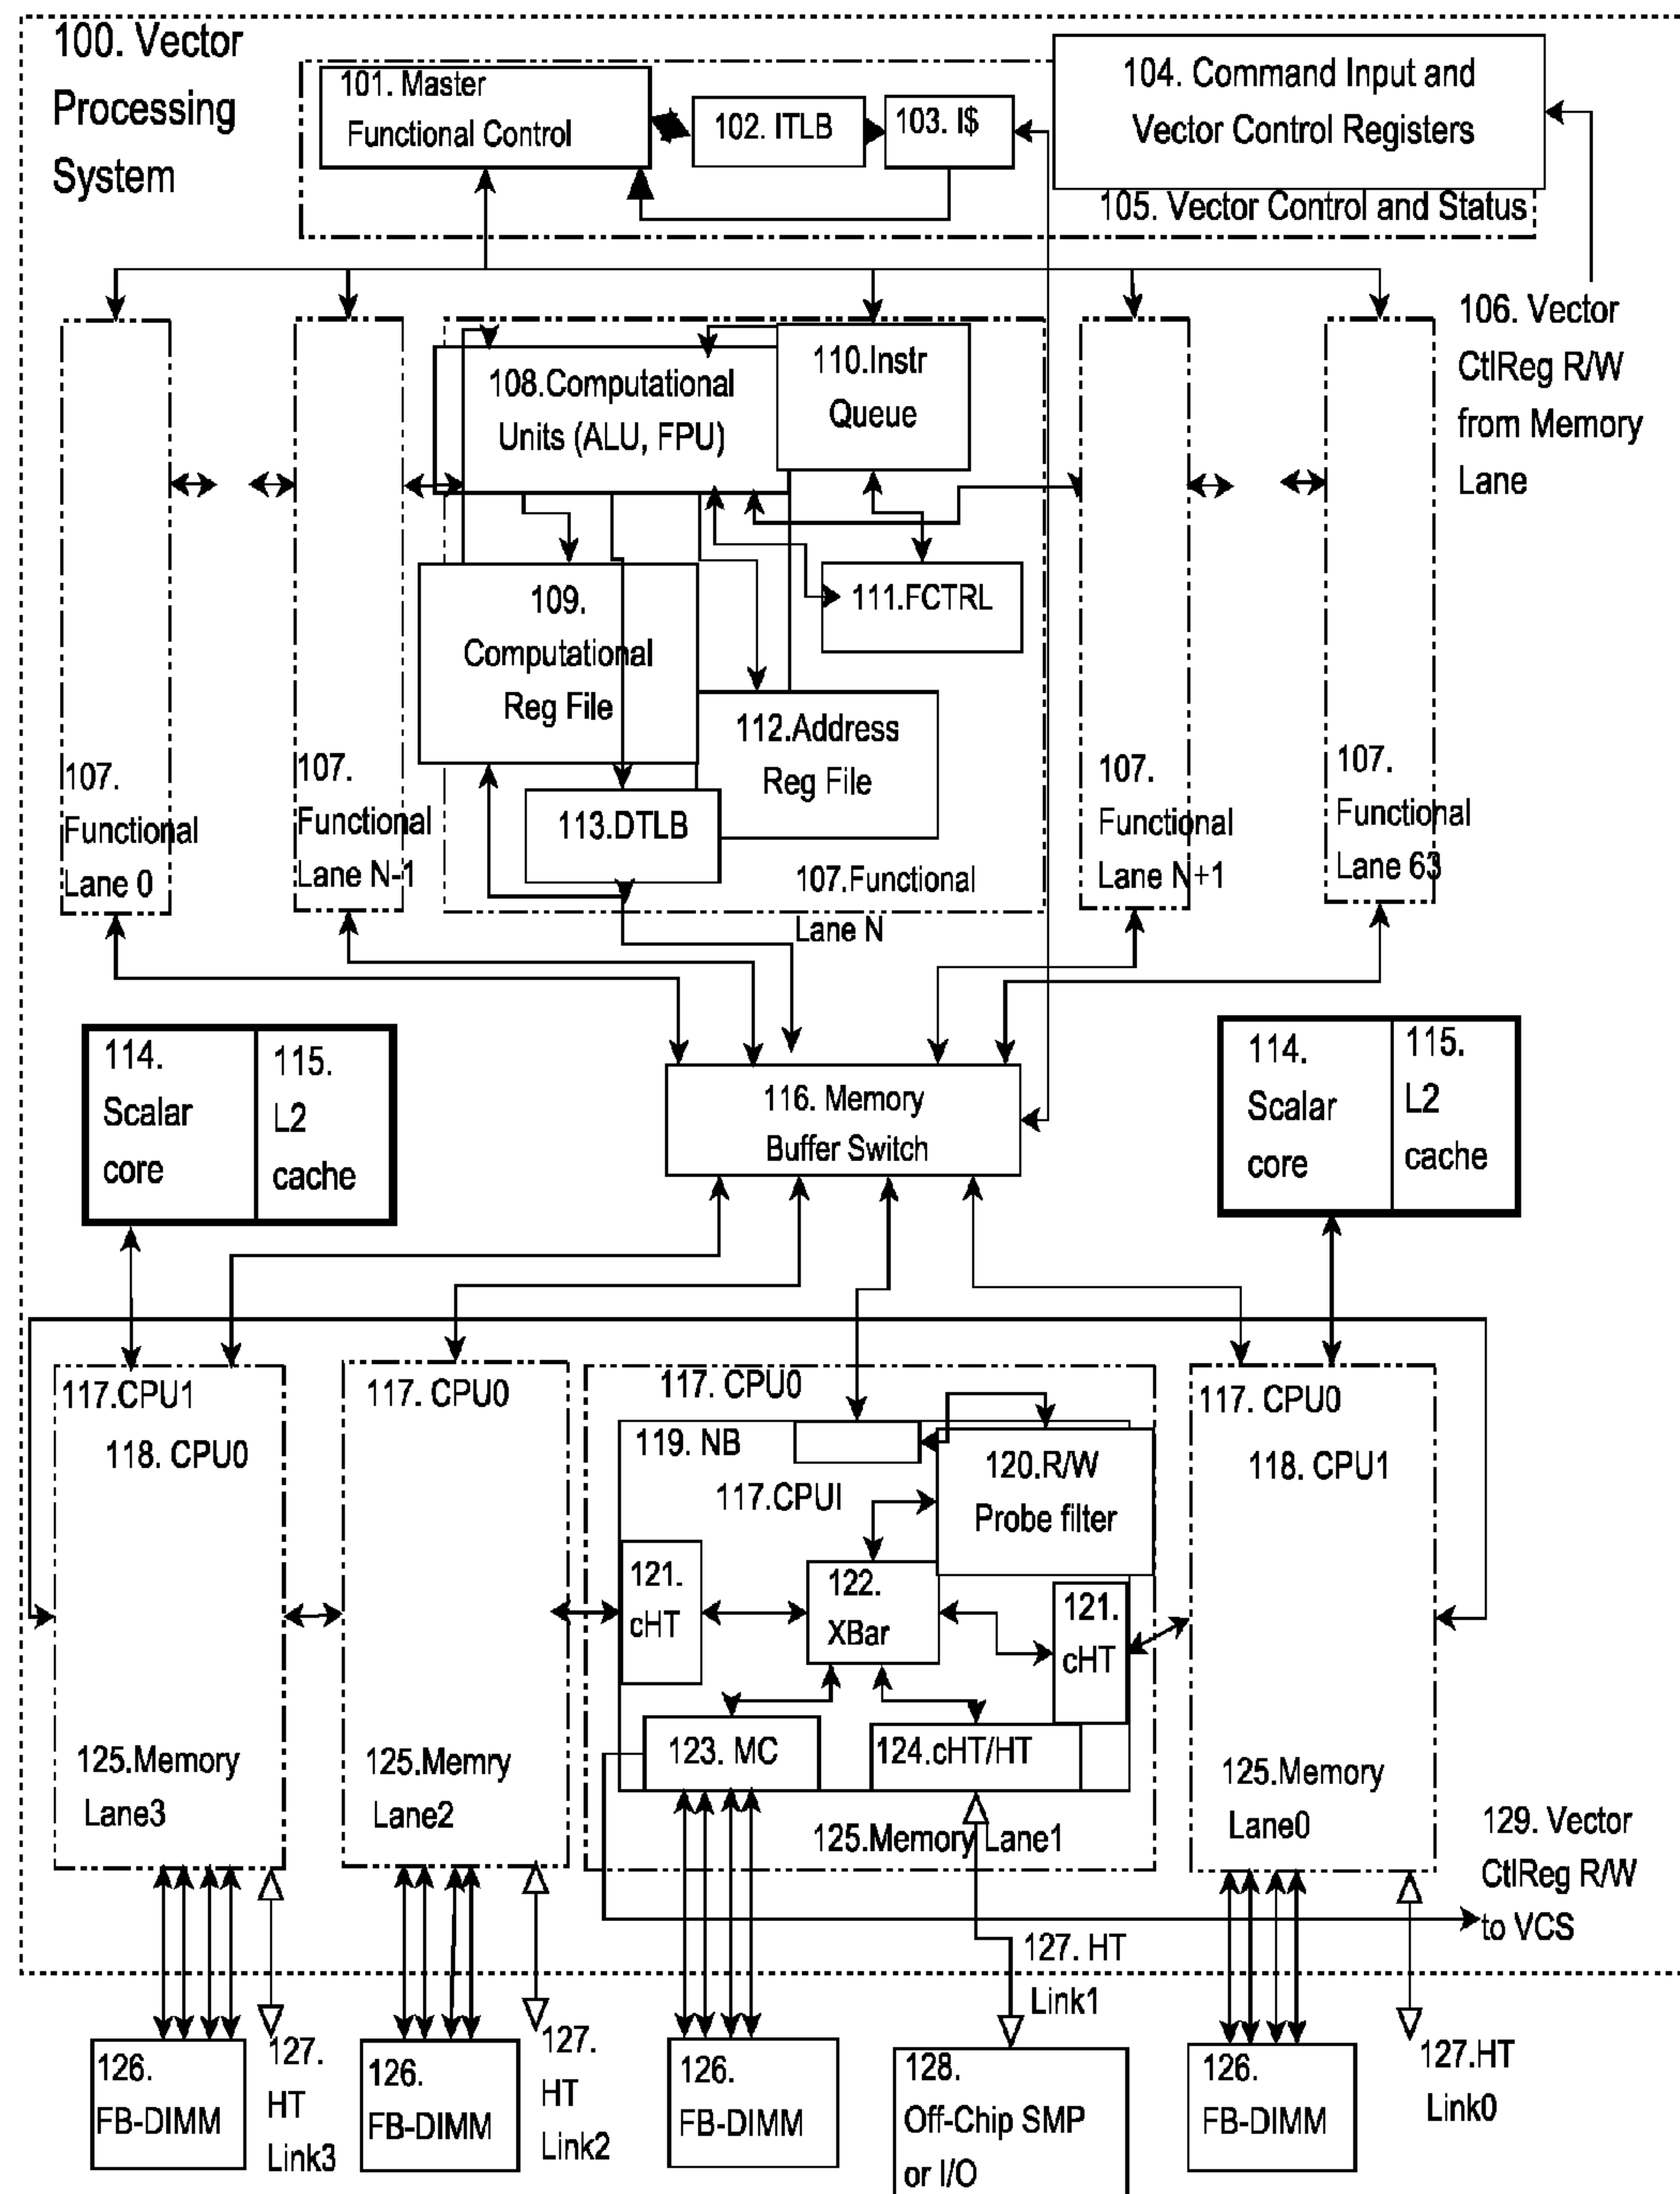 100. Vector
Processing
System
101. Master
Functional Control
102. ITLB
103. I$
104. Command Input and
Vector Control Registers
105. Vector Control and Status
106. Vector
CtlReg R/W
from Memory
Lane
107.
Functional
Lane 0
107.
Functional
Lane N-1
108.Computational
Units (ALU, FPU)
110.Instr
Queue
109.
Computational
Reg File
111.FCTRL
112.Address
Reg File
113.DTLB
107.Functional
Lane N
107.
Functional
Lane N+1
107.
Functional
Lane 63
114.
Scalar
core
115.
L2
cache
116. Memory
Buffer Switch
114.
Scalar
core
115.
L2
cache
117.CPU1
118. CPU0
125.Memory
Lane3
117. CPU0
125.Memry
Lane2
117. CPU0
119. NB
117.CPUI
120.R/W
Probe filter
121.
cHT
122.
XBar
121.
cHT
123. MC
124.cHT/HT
125.Memory Lane1
117. CPU0
118. CPU1
125.Memory
Lane0
129. Vector
CtlReg R/W
to VCS
126.
FB-DIMM
127.
HT
Link3
126.
FB-DIMM
127.
HT
Link2
126.
FB-DIMM
127. HT
Link1
128.
Off-Chip SMP
or I/O
126.
FB-DIMM
127.HT
Link0